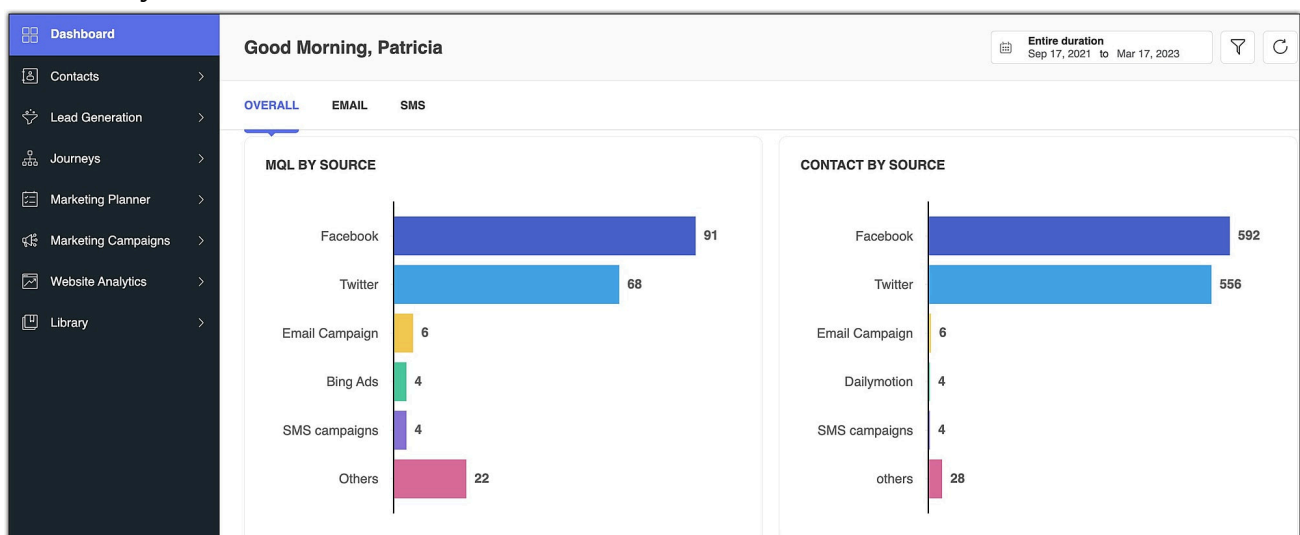 Dashboard
Contacts
Lead Generation
Journeys
Marketing Planner
Marketing Campaigns
Website Analytics
Library
Good Morning, Patricia
Entire duration
Sep 17, 2021 to Mar 17, 2023
OVERALL EMAIL SMS
MQL BY SOURCE
Facebook 91
Twitter 68
Email Campaign 6
Bing Ads 4
SMS campaigns 4
Others 22
CONTACT BY SOURCE
Facebook 592
Twitter 556
Email Campaign 6
Dailymotion 4
SMS campaigns 4
others 28